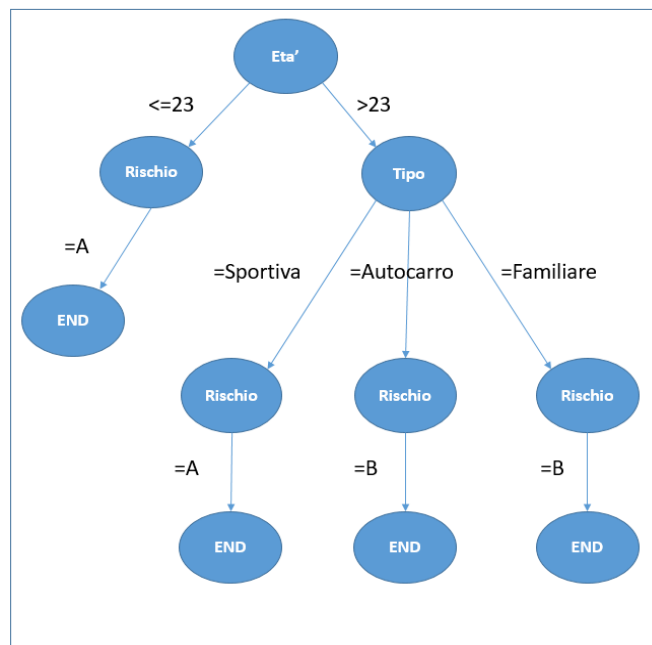 Eta’
<=23
>23
Rischio
Tipo
=A
=Sportiva
=Autocarro
=Familiare
END
Rischio
Rischio
Rischio
=A
=B
=B
END
END
END